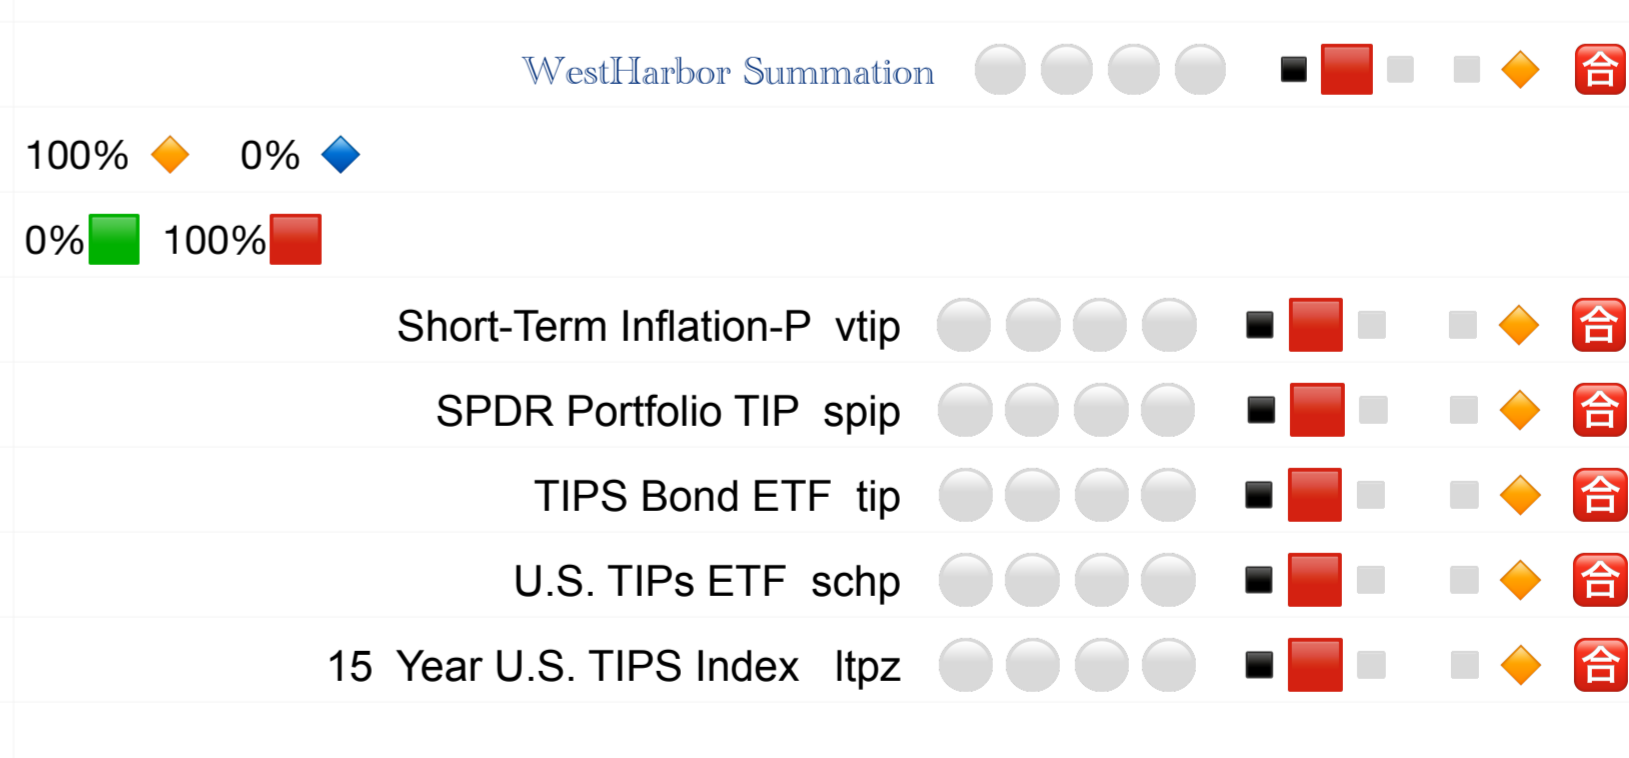 WestHarbor Summation 合
100% 0%
0% 100%
Short-Term Inflation-P vtip 合
SPDR Portfolio TIP spip 合
TIPS Bond ETF tip 合
U.S. TIPs ETF schp 合
15 Year U.S. TIPS Index ltpz 合